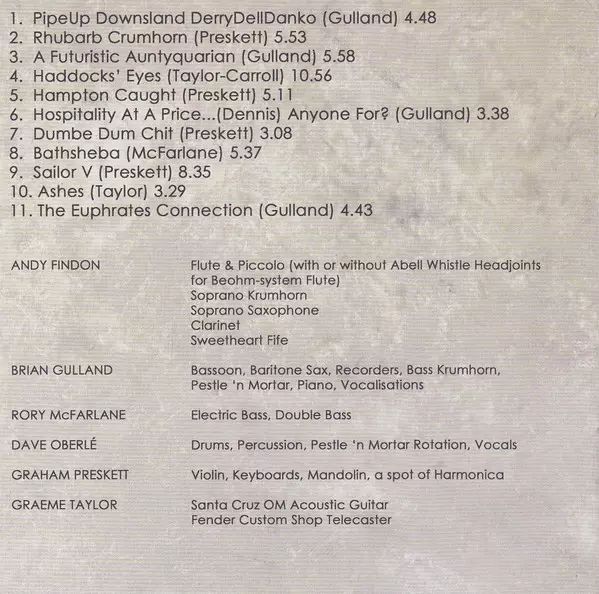 1. PipeUp Downsland DerryDellDanko (Gulland) 4.48
2. Rhubarb Crumhorn (Preskett) 5.53
3. A Futuristic Auntyquarian (Gulland) 5.58
4. Haddocks' Eyes (Taylor-Carroll) 10.56
5. Hampton Caught (Preskett) 5.11
6. Hospitality At A Price...(Dennis) Anyone For? (Gulland) 3.38
7. Dumbe Dum Chit (Preskett) 3.08
8. Bathsheba (McFarlane) 5.37
9. Sailor V (Preskett) 8.35
10. Ashes (Taylor) 3.29
11. The Euphrates Connection (Gulland) 4.43
ANDY FINDON Flute & Piccolo (with or without Abell Whistle Headjoints
for Beohm-system Flute)
Soprano Krumhorn
Soprano Saxophone
Clarinet
Sweetheart Fife
BRIAN GULLAND Bassoon, Baritone Sax, Recorders, Bass Krumhorn,
Pestle 'n Mortar, Piano, Vocalisations
RORY McFARLANE Electric Bass, Double Bass
DAVE OBERLÉ Drums, Percussion, Pestle 'n Mortar Rotation, Vocals
GRAHAM PRESKETT Violin, Keyboards, Mandolin, a spot of Harmonica
GRAEME TAYLOR Santa Cruz OM Acoustic Guitar
Fender Custom Shop Telecaster